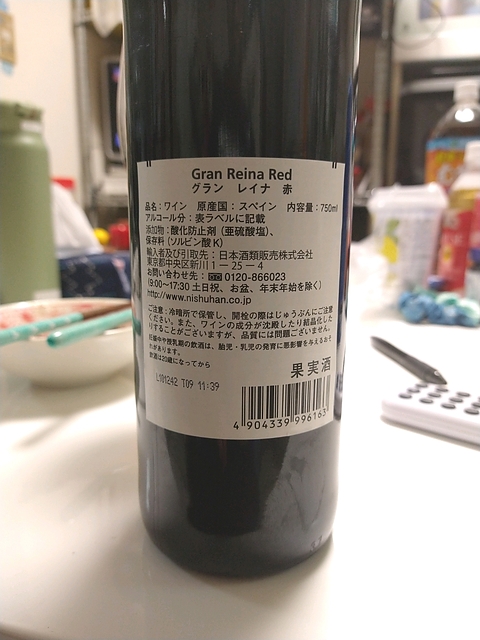 Gran Reina Red
グラン レイナ 赤
品名：ワイン 原産国：スペイン 内容量：750ml
アルコール分：表ラベルに記載
添加物：酸化防止剤（亜硫酸塩）、
保存料（ソルビン酸K）
輸入者及び引取先：日本酒類販売株式会社
東京都中央区新川1－25－4
お問い合わせ先：☎0120-866023
(9:00～17:30 土日祝、お盆、年末年始を除く)
http://www.nishuhan.co.jp
ご注意：冷暗所で保管し、開栓の際はじゅうぶんにご注意
ください。また、ワインの成分が沈殿したり結晶化した
りすることがございますが、品質には問題ございません。
妊娠中や授乳期の飲酒は、胎児・乳児の発育に悪影響を与えるおそ
れがあります。
飲酒は20歳になってから
果実酒
L101242 T09 11:39
4 904339 996163